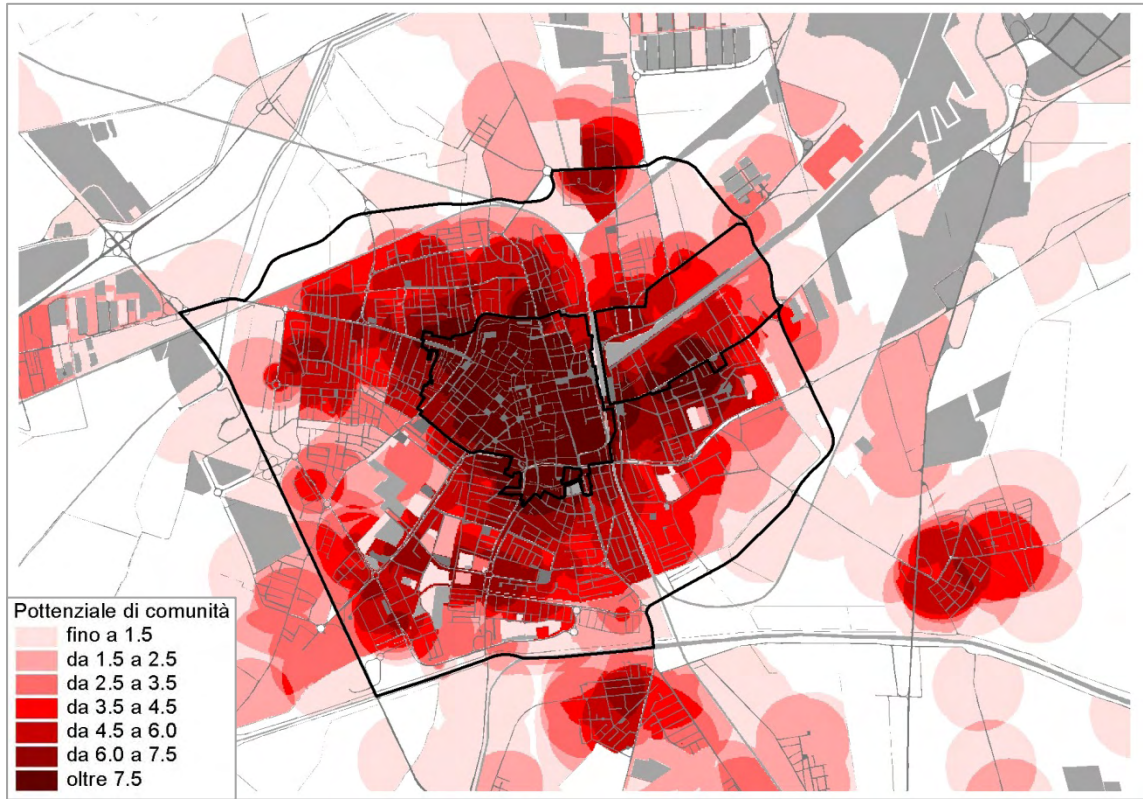 Pottenziale di comunità
fino a 1.5
da 1.5 a 2.5
da 2.5 a 3.5
da 3.5 a 4.5
da 4.5 a 6.0
da 6.0 a 7.5
oltre 7.5